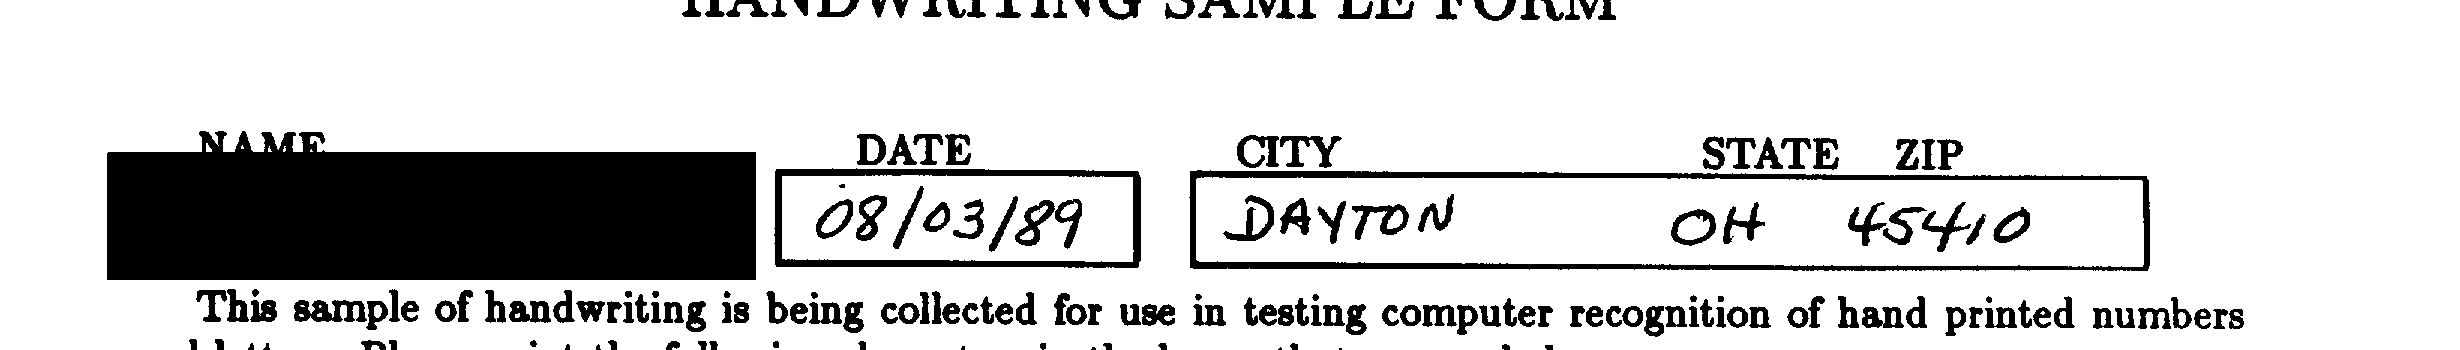 HANDWRITING SAMPLE FORM
NAME DATE CITY STATE ZIP
08/03/89 DAYTON OH 45410
This sample of handwriting is being collected for use in testing computer recognition of hand printed numbers